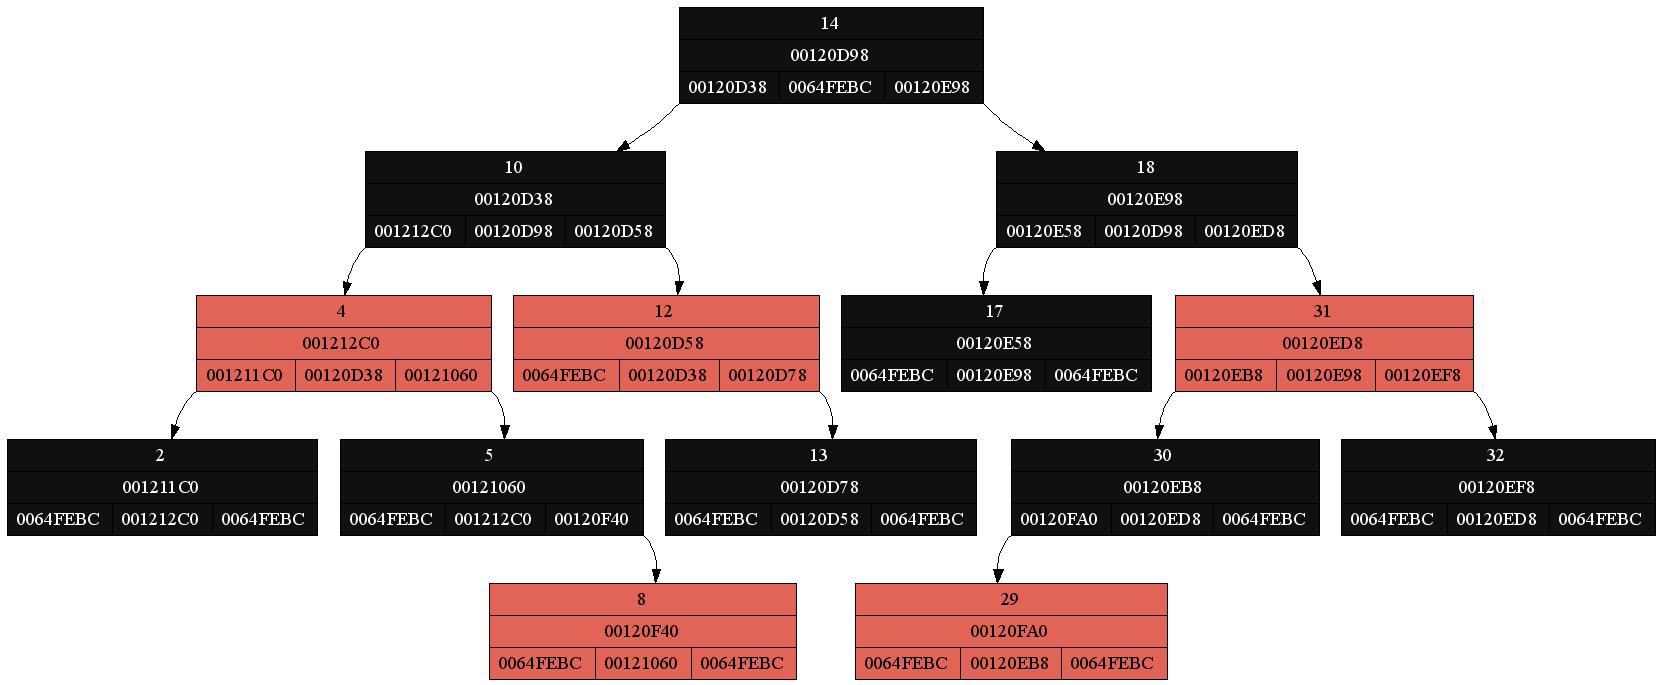 14
00120D98
00120D38 0064FEBC 00120E98
10
00120D38
001212C0 00120D98 00120D58
18
00120E98
00120E58 00120D98 00120ED8
4
001212C0
001211C0 00120D38 00121060
12
00120D58
0064FEBC 00120D38 00120D78
17
00120E58
0064FEBC 00120E98 0064FEBC
31
00120ED8
00120EB8 00120E98 00120EF8
2
001211C0
0064FEBC 001212C0 0064FEBC
5
00121060
0064FEBC 001212C0 00120F40
13
00120D78
0064FEBC 00120D58 0064FEBC
30
00120EB8
00120FA0 00120ED8 0064FEBC
32
00120EF8
0064FEBC 00120ED8 0064FEBC
8
00120F40
0064FEBC 00121060 0064FEBC
29
00120FA0
0064FEBC 00120EB8 0064FEBC